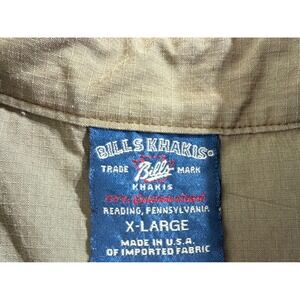 BILLS KHAKIS®
TRADE Bills MARK
KHAKIS
READING, PENNSYLVANIA
X-LARGE
MADE IN U.S.A.
OF IMPORTED FABRIC